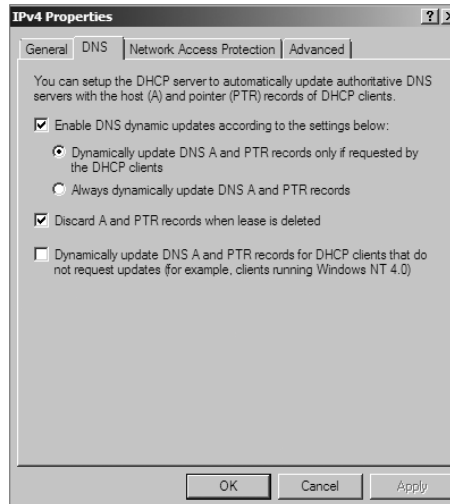 IPv4 Properties
General DNS Network Access Protection Advanced
You can setup the DHCP server to automatically update authoritative DNS
servers with the host (A) and pointer (PTR) records of DHCP clients.
Enable DNS dynamic updates according to the settings below:
Dynamically update DNS A and PTR records only if requested by
the DHCP clients
Always dynamically update DNS A and PTR records
Discard A and PTR records when lease is deleted
Dynamically update DNS A and PTR records for DHCP clients that do
not request updates (for example, clients running Windows NT 4.0)
OK Cancel Apply